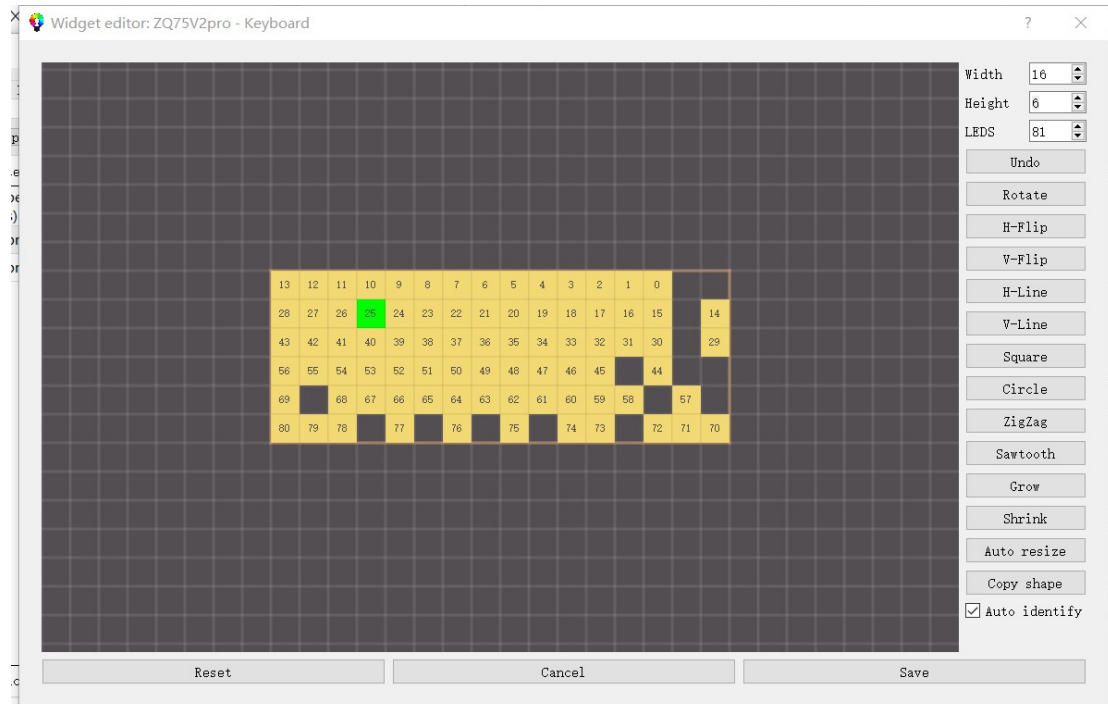 Widget editor: ZQ75V2pro - Keyboard ? ×
Width 16
Height 6
LEDS 81
Undo
Rotate
H-Flip
V-Flip
H-Line
V-Line
Square
Circle
ZigZag
Sawtooth
Grow
Shrink
Auto resize
Copy shape
Auto identify
13 12 11 10 9 8 7 6 5 4 3 2 1 0
28 27 26 25 24 23 22 21 20 19 18 17 16 15 14
43 42 41 40 39 38 37 36 35 34 33 32 31 30 29
56 55 54 53 52 51 50 49 48 47 46 45 44
69 68 67 66 65 64 63 62 61 60 59 58 57
80 79 78 77 76 75 74 73 72 71 70
Reset Cancel Save